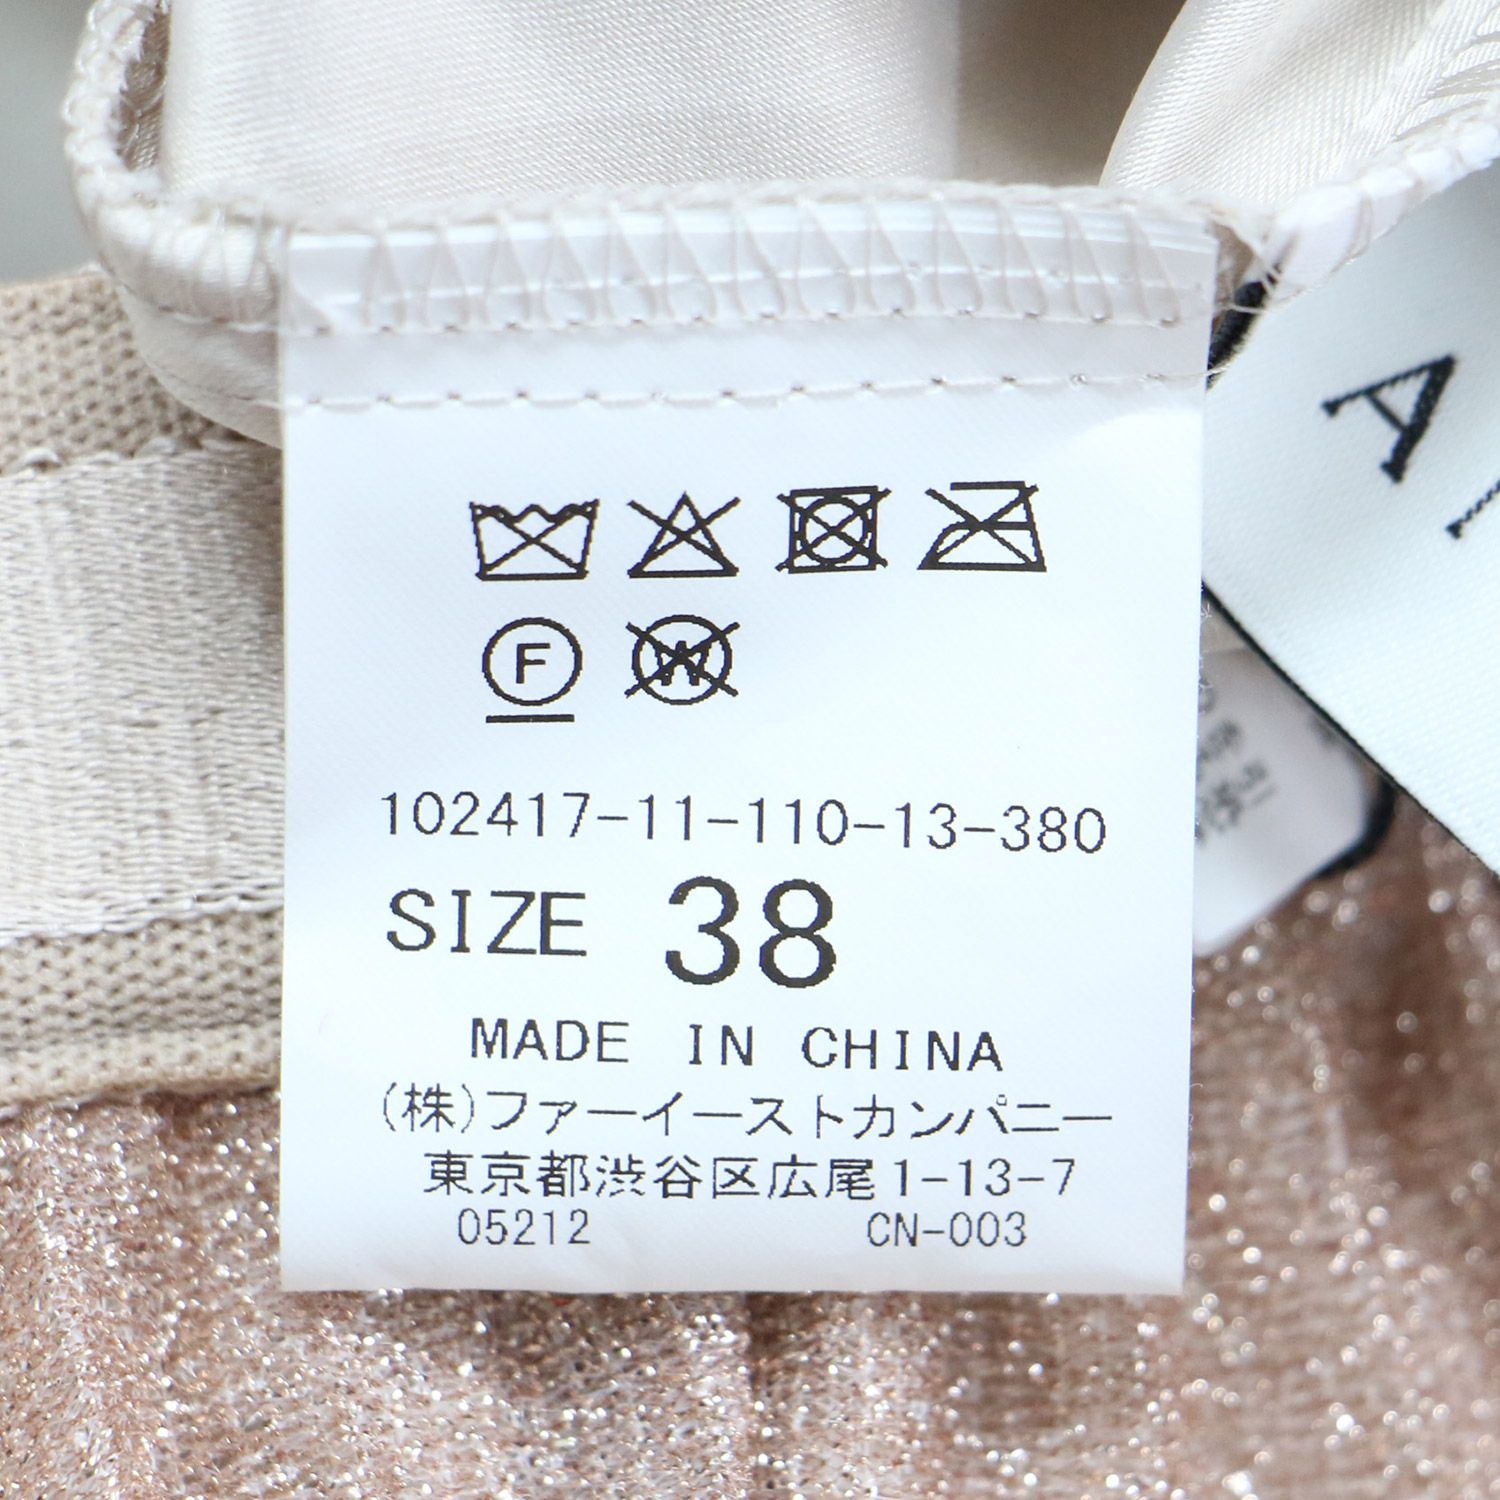 F W
102417-11-110-13-380
SIZE 38
MADE IN CHINA
(株)ファーイーストカンパニー
東京都渋谷区広尾1-13-7
05212 CN-003
A